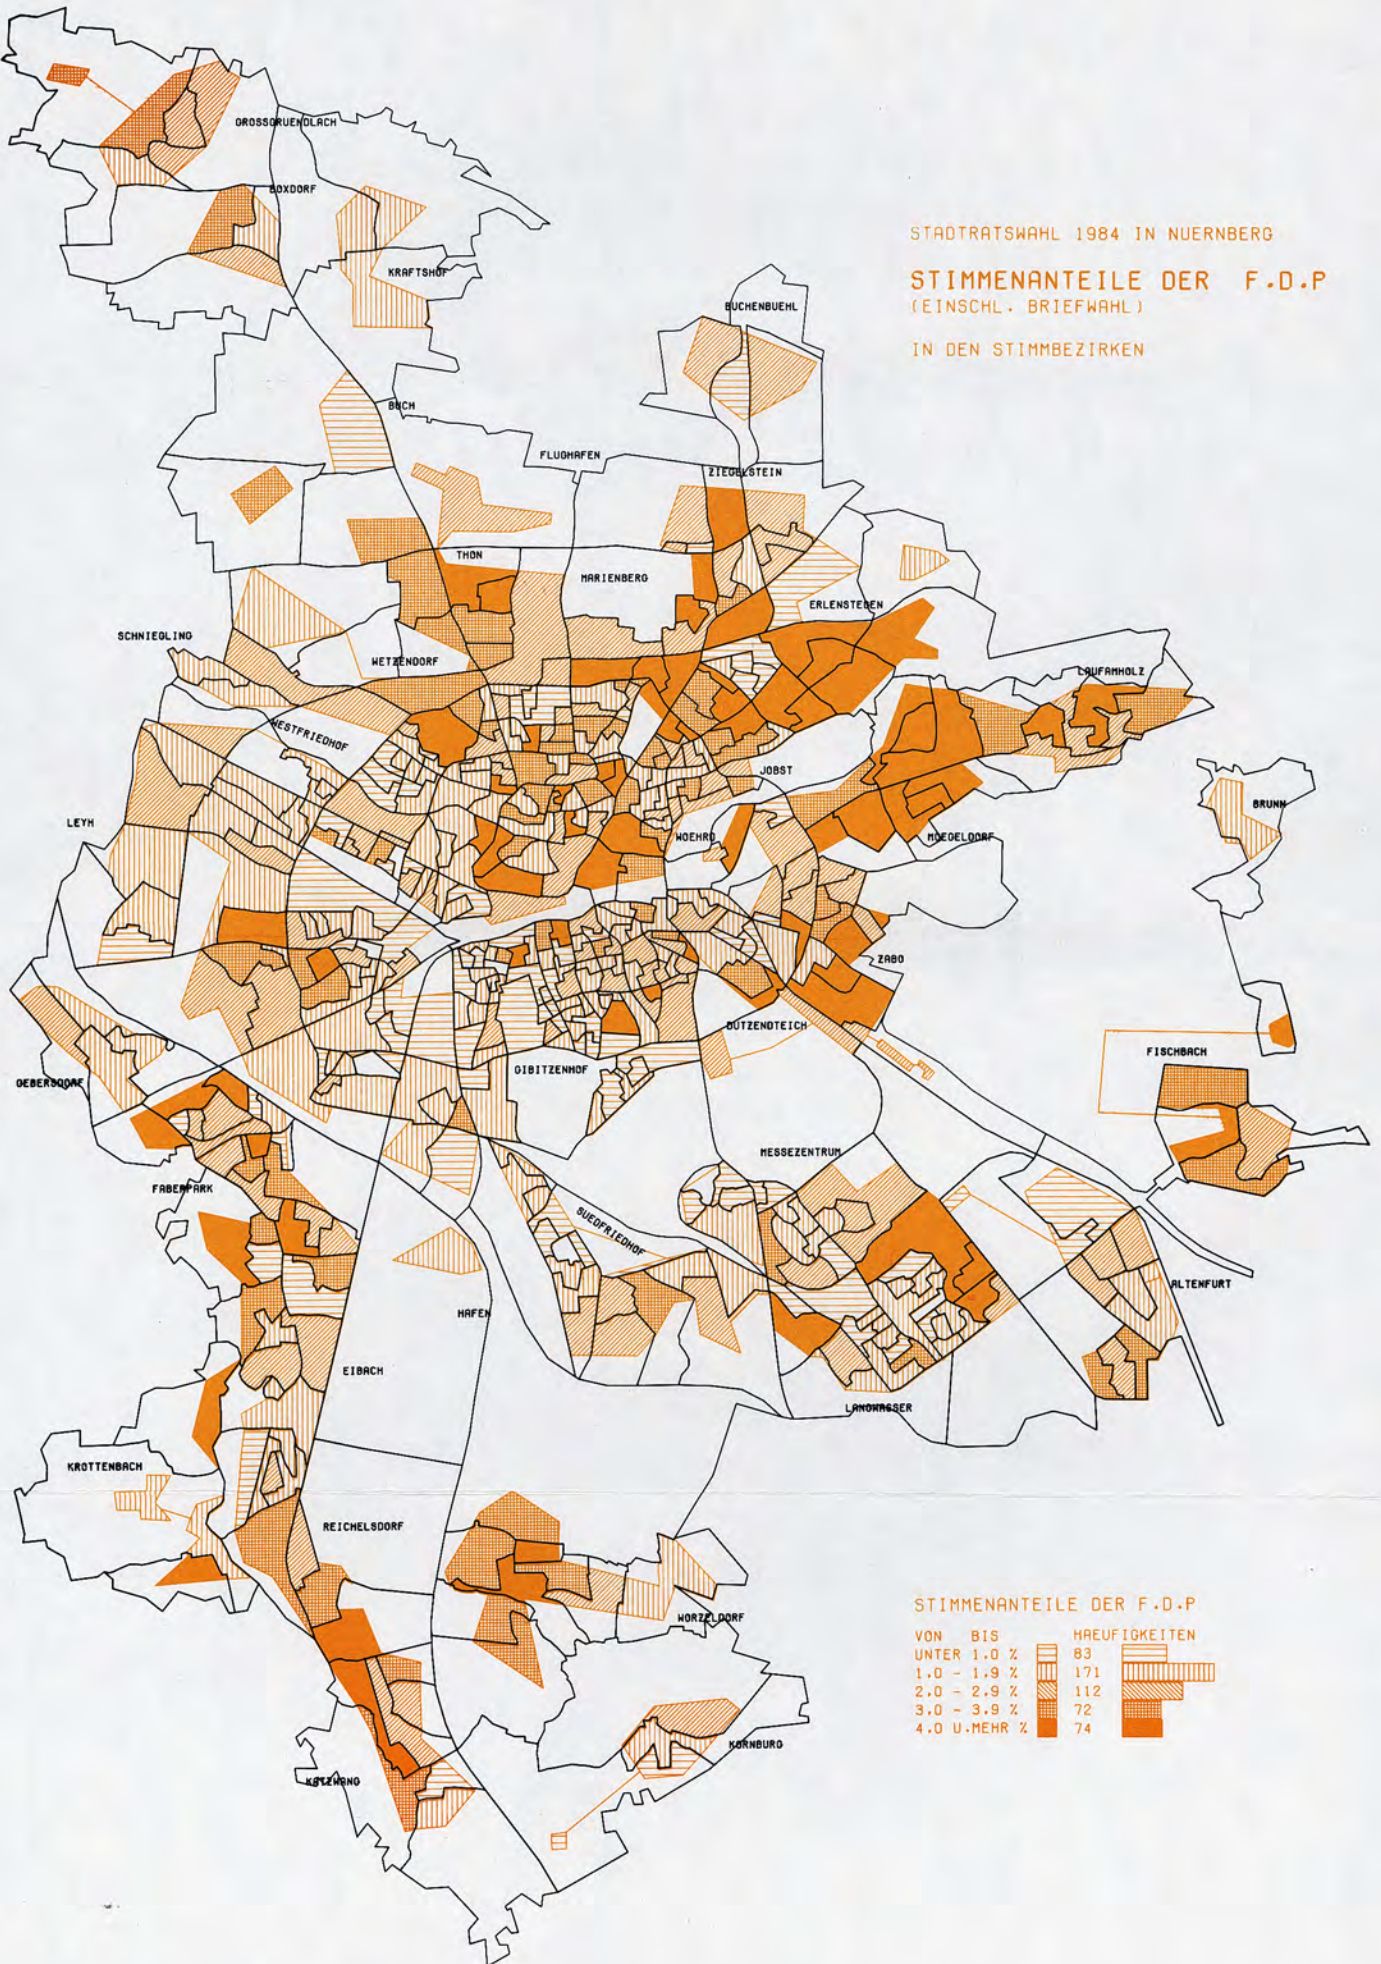 GROSSGRUENDLACH
BOXDORF
KRAFTSHOF
STADTRATSWAHL 1984 IN NUERNBERG
STIMMENANTEILE DER F.D.P
(EINSCHL. BRIEFWAHL)
IN DEN STIMMBEZIRKEN
BUCHENBUEHL
BUCH
FLUGHAFEN
ZIEGELSTEIN
THON
MARIENBERG
ERLENSTEGEN
SCHNIEGLING
WETZENDORF
LAUFAMHOLZ
WESTFRIEDHOF
JOBST
BRUNN
LEYH
WOEHRD
MOEGELDORF
ZABO
DUTZENDTEICH
FISCHBACH
GIBITZENHOF
GEBERSDORF
MESSEZENTRUM
FABERPARK
SUEDFRIEDHOF
ALTENFURT
HAFEN
EIBACH
LANGWASSER
KROTTENBACH
REICHELSDORF
WORZELDORF
STIMMENANTEILE DER F.D.P
VON BIS HAEUFIGKEITEN
UNTER 1.0 % 83
1.0 - 1.9 % 171
2.0 - 2.9 % 112
3.0 - 3.9 % 72
4.0 U.MEHR % 74
KORNBURG
KATZWANG